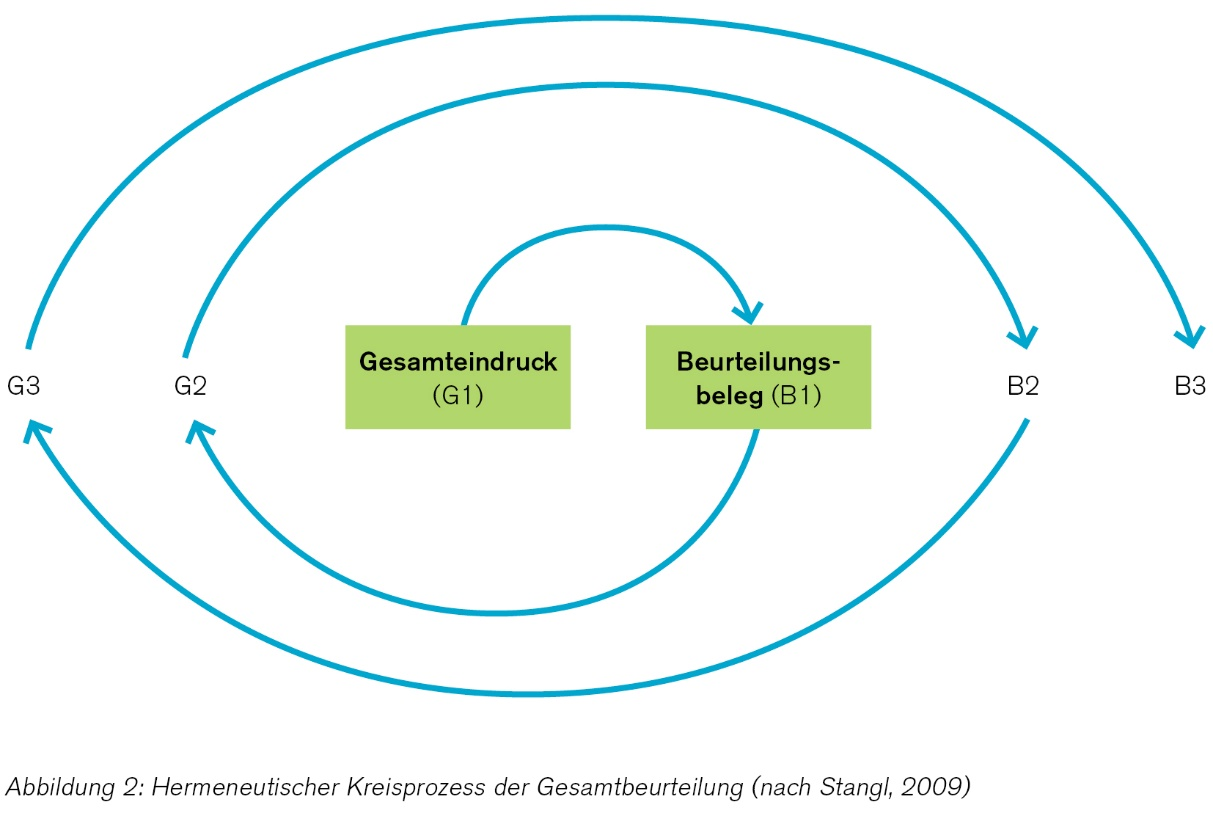 G3
G2
Gesamteindruck
(G1)
Beurteilungs-
beleg (B1)
B2
B3
Abbildung 2: Hermeneutischer Kreisprozess der Gesamtbeurteilung (nach Stangl, 2009)